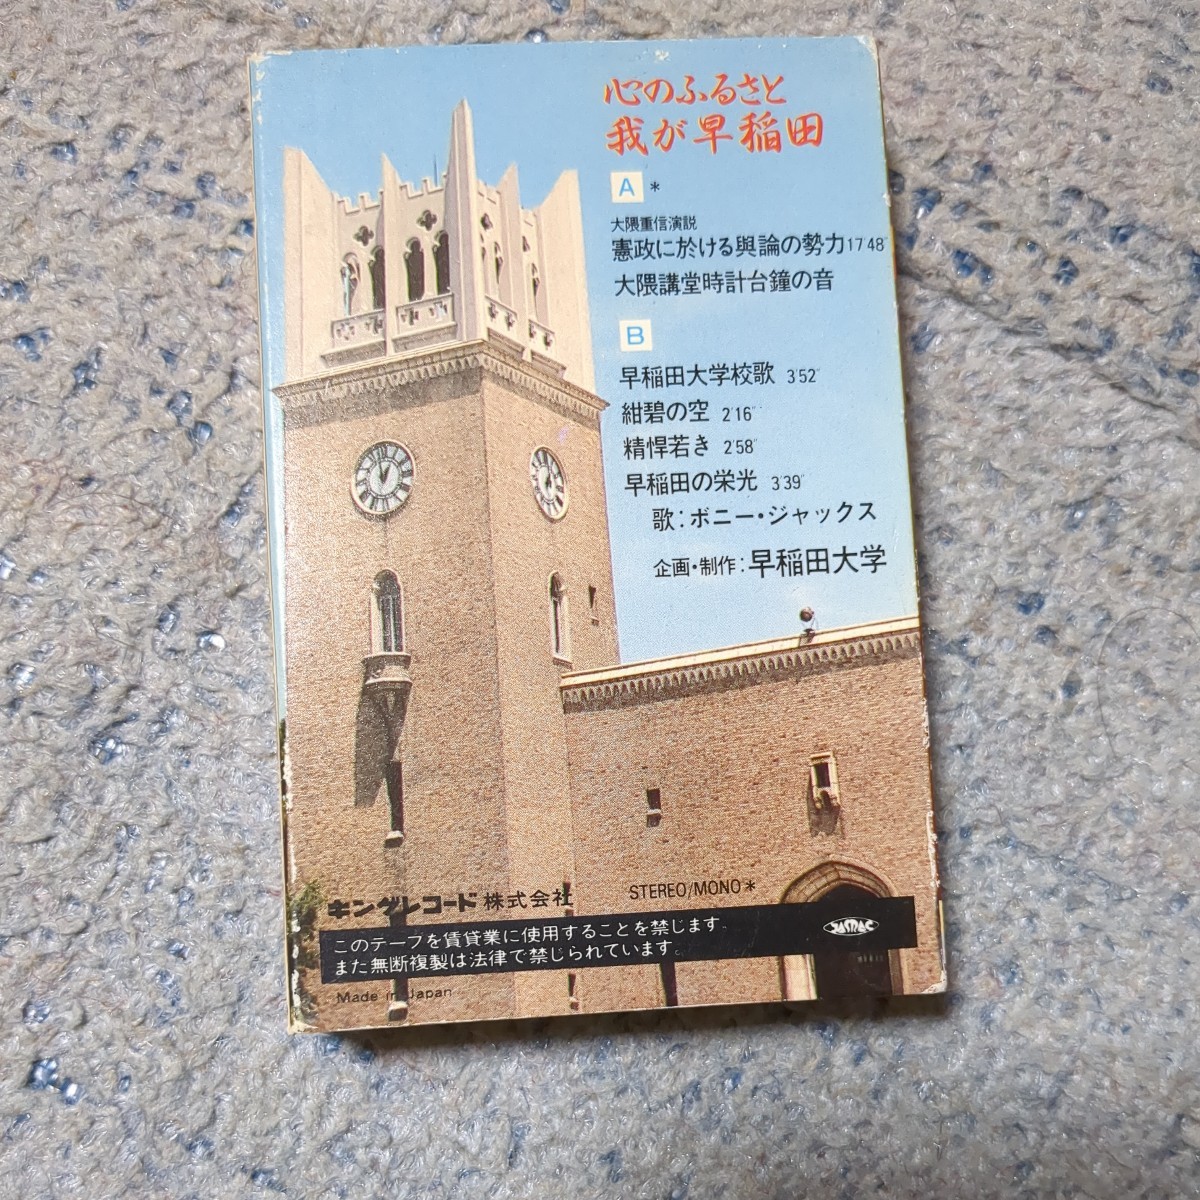 心のふるさと
我が早稲田
A *
大隈重信演説
憲政に於ける輿論の勢力 17'48"
大隈講堂時計台鐘の音
B
早稲田大学校歌 3'52"
紺碧の空 2'16"
精悍若き 2'58"
早稲田の栄光 3'39"
歌:ボニー・ジャックス
企画・制作:早稲田大学
キングレコード株式会社
STEREO/MONO*
このテープを賃貸業に使用することを禁じます。
また無断複製は法律で禁じられています。
JASRAC
Made in Japan